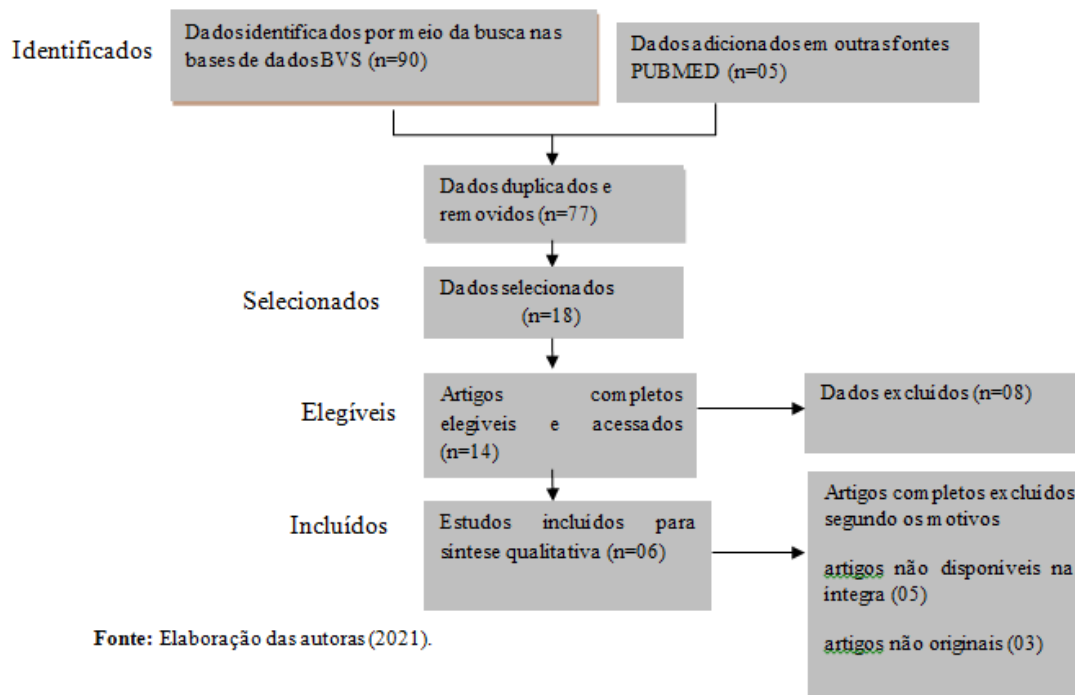 Identificados
Dados identificados por meio da busca nas
bases de dados BVS (n=90)
Dados adicionados em outras fontes
PUBMED (n=05)
Dados duplicados e
removidos (n=77)
Selecionados
Dados selecionados
(n=18)
Elegíveis
Artigos completos
elegíveis e acessados
(n=14)
Dados excluídos (n=08)
Incluídos
Estudos incluídos para
síntese qualitativa (n=06)
Artigos completos excluídos
segundo os motivos
artigos não disponíveis na
íntegra (05)
artigos não originais (03)
Fonte: Elaboração das autoras (2021).